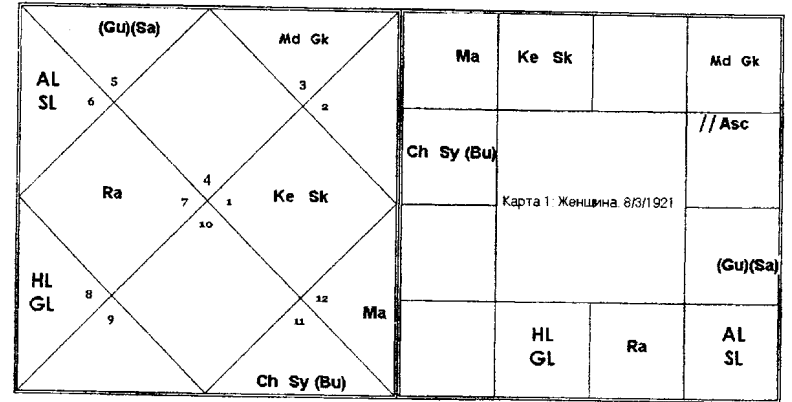 (Gu)(Sa)
Md Gk
AL
SL
5
6
3
2
Ra
4
7
1
10
Ke Sk
HL
GL
8
9
12
11
Ma
Ch Sy (Bu)
Ma
Ke Sk
Md Gk
Ch Sy (Bu)
//Asc
Карта 1: Женщина. 8/3/1921
(Gu)(Sa)
HL
GL
Ra
AL
SL